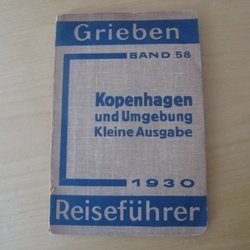 Grieben
BAND 58
Kopenhagen
und Umgebung
Kleine Ausgabe
1930
Reiseführer